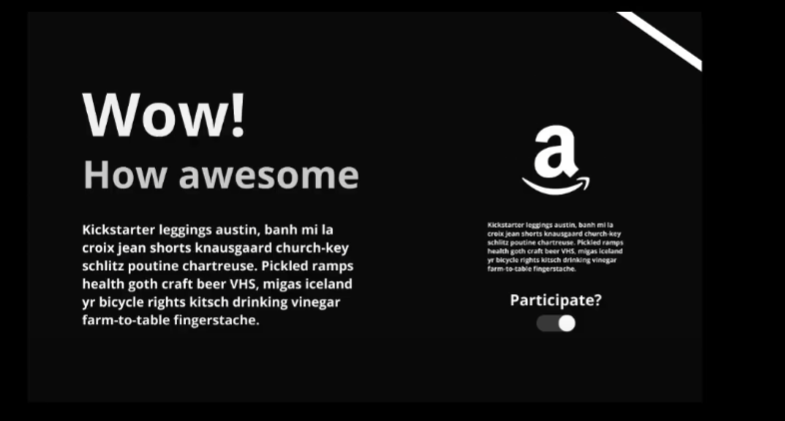 Wow!
How awesome
Kickstarter leggings austin, banh mi la
croix jean shorts knausgaard church-key
schlitz poutine chartreuse. Pickled ramps
health goth craft beer VHS, migas iceland
yr bicycle rights kitsch drinking vinegar
farm-to-table fingerstache.
a
Kickstarter leggings austin, banh mi la
croix jean shorts knausgaard church-key
schlitz poutine chartreuse. Pickled ramps
health goth craft beer VHS, migas iceland
yr bicycle rights kitsch drinking vinegar
farm-to-table fingerstache.
Participate?